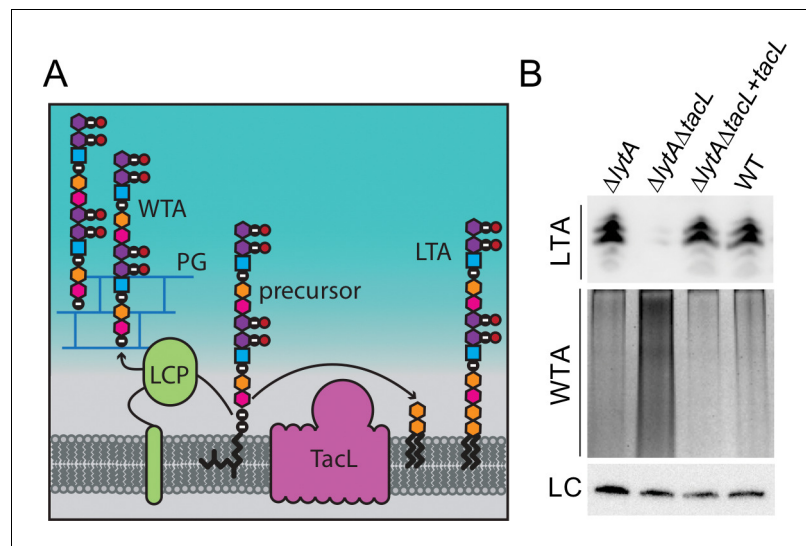 A
WTA
PG
precursor
LTA
LCP
TacL
B
ΔlytA
ΔlytAΔtacL
ΔlytAΔtacL+tacL
WT
LTA
WTA
LC